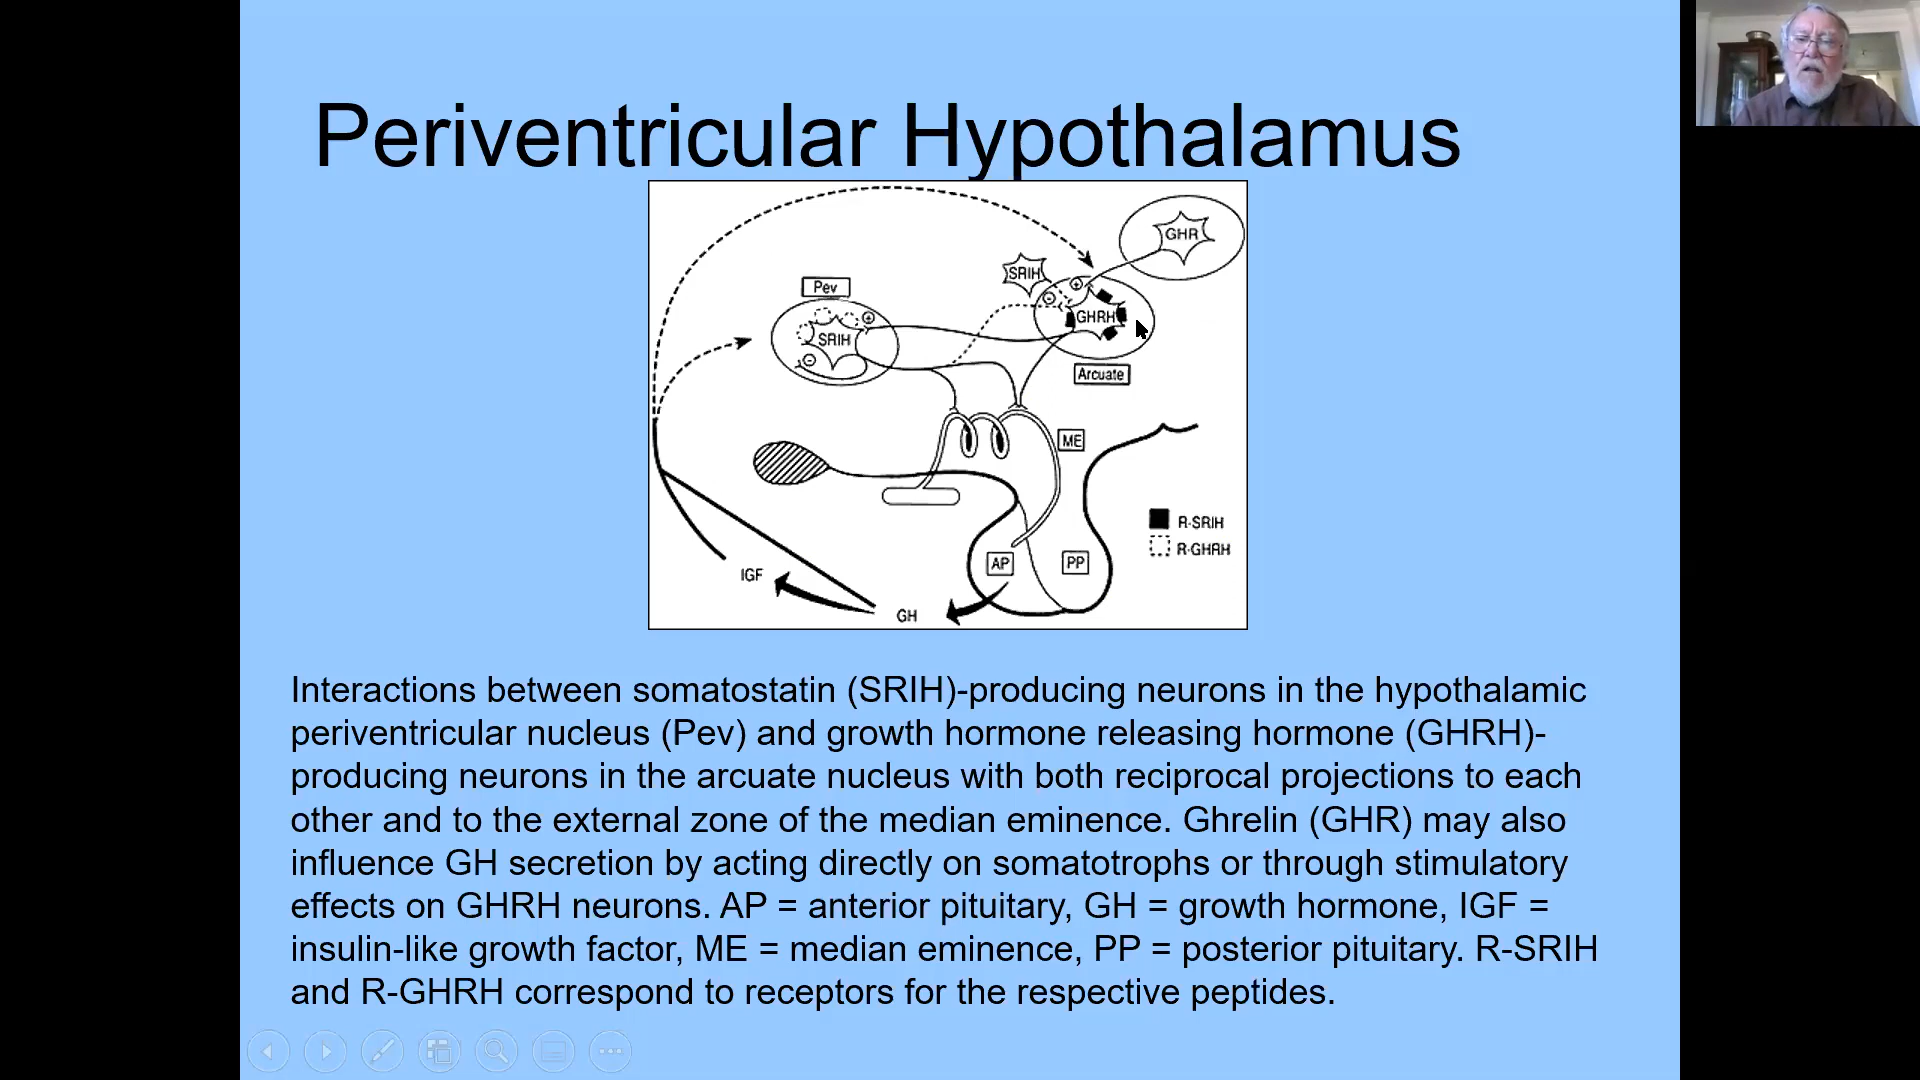 Periventricular Hypothalamus
GHR
SRIH
Pev
GHRH
SRIH
Arcuate
ME
R-SRIH
R-GHRH
AP
PP
IGF
GH
Interactions between somatostatin (SRIH)-producing neurons in the hypothalamic
periventricular nucleus (Pev) and growth hormone releasing hormone (GHRH)-
producing neurons in the arcuate nucleus with both reciprocal projections to each
other and to the external zone of the median eminence. Ghrelin (GHR) may also
influence GH secretion by acting directly on somatotrophs or through stimulatory
effects on GHRH neurons. AP = anterior pituitary, GH = growth hormone, IGF =
insulin-like growth factor, ME = median eminence, PP = posterior pituitary. R-SRIH
and R-GHRH correspond to receptors for the respective peptides.